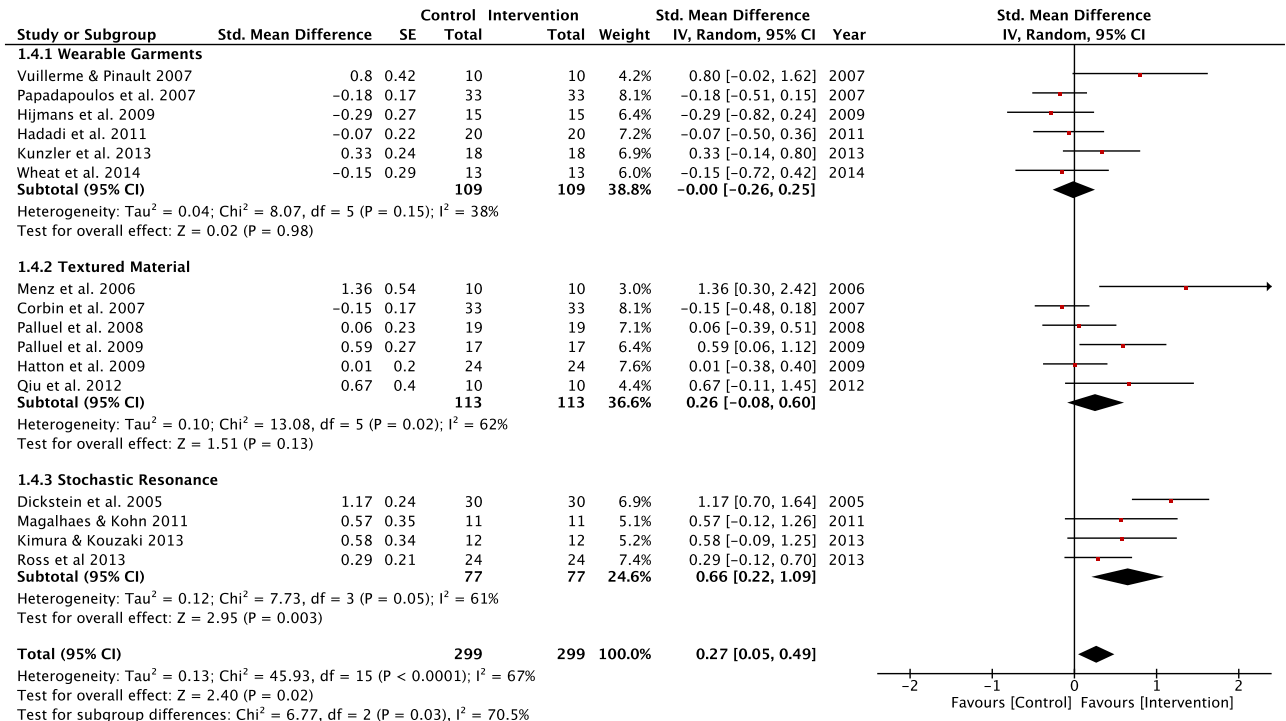 Control Intervention Std. Mean Difference Std. Mean Difference
Study or Subgroup Std. Mean Difference SE Total Total Weight IV, Random, 95% CI Year IV, Random, 95% CI
1.4.1 Wearable Garments
Vuillerme & Pinault 2007 0.8 0.42 10 10 4.2% 0.80 [−0.02, 1.62] 2007
Papadapoulos et al. 2007 −0.18 0.17 33 33 8.1% −0.18 [−0.51, 0.15] 2007
Hijmans et al. 2009 −0.29 0.27 15 15 6.4% −0.29 [−0.82, 0.24] 2009
Hadadi et al. 2011 −0.07 0.22 20 20 7.2% −0.07 [−0.50, 0.36] 2011
Kunzler et al. 2013 0.33 0.24 18 18 6.9% 0.33 [−0.14, 0.80] 2013
Wheat et al. 2014 −0.15 0.29 13 13 6.0% −0.15 [−0.72, 0.42] 2014
Subtotal (95% CI) 109 109 38.8% −0.00 [−0.26, 0.25]
Heterogeneity: Tau² = 0.04; Chi² = 8.07, df = 5 (P = 0.15); I² = 38%
Test for overall effect: Z = 0.02 (P = 0.98)
1.4.2 Textured Material
Menz et al. 2006 1.36 0.54 10 10 3.0% 1.36 [0.30, 2.42] 2006
Corbin et al. 2007 −0.15 0.17 33 33 8.1% −0.15 [−0.48, 0.18] 2007
Palluel et al. 2008 0.06 0.23 19 19 7.1% 0.06 [−0.39, 0.51] 2008
Palluel et al. 2009 0.59 0.27 17 17 6.4% 0.59 [0.06, 1.12] 2009
Hatton et al. 2009 0.01 0.2 24 24 7.6% 0.01 [−0.38, 0.40] 2009
Qiu et al. 2012 0.67 0.4 10 10 4.4% 0.67 [−0.11, 1.45] 2012
Subtotal (95% CI) 113 113 36.6% 0.26 [−0.08, 0.60]
Heterogeneity: Tau² = 0.10; Chi² = 13.08, df = 5 (P = 0.02); I² = 62%
Test for overall effect: Z = 1.51 (P = 0.13)
1.4.3 Stochastic Resonance
Dickstein et al. 2005 1.17 0.24 30 30 6.9% 1.17 [0.70, 1.64] 2005
Magalhaes & Kohn 2011 0.57 0.35 11 11 5.1% 0.57 [−0.12, 1.26] 2011
Kimura & Kouzaki 2013 0.58 0.34 12 12 5.2% 0.58 [−0.09, 1.25] 2013
Ross et al 2013 0.29 0.21 24 24 7.4% 0.29 [−0.12, 0.70] 2013
Subtotal (95% CI) 77 77 24.6% 0.66 [0.22, 1.09]
Heterogeneity: Tau² = 0.12; Chi² = 7.73, df = 3 (P = 0.05); I² = 61%
Test for overall effect: Z = 2.95 (P = 0.003)
Total (95% CI) 299 299 100.0% 0.27 [0.05, 0.49]
Heterogeneity: Tau² = 0.13; Chi² = 45.93, df = 15 (P < 0.0001); I² = 67%
−2 −1 0 1 2
Test for overall effect: Z = 2.40 (P = 0.02)
Favours [Control] Favours [Intervention]
Test for subgroup differences: Chi² = 6.77, df = 2 (P = 0.03), I² = 70.5%